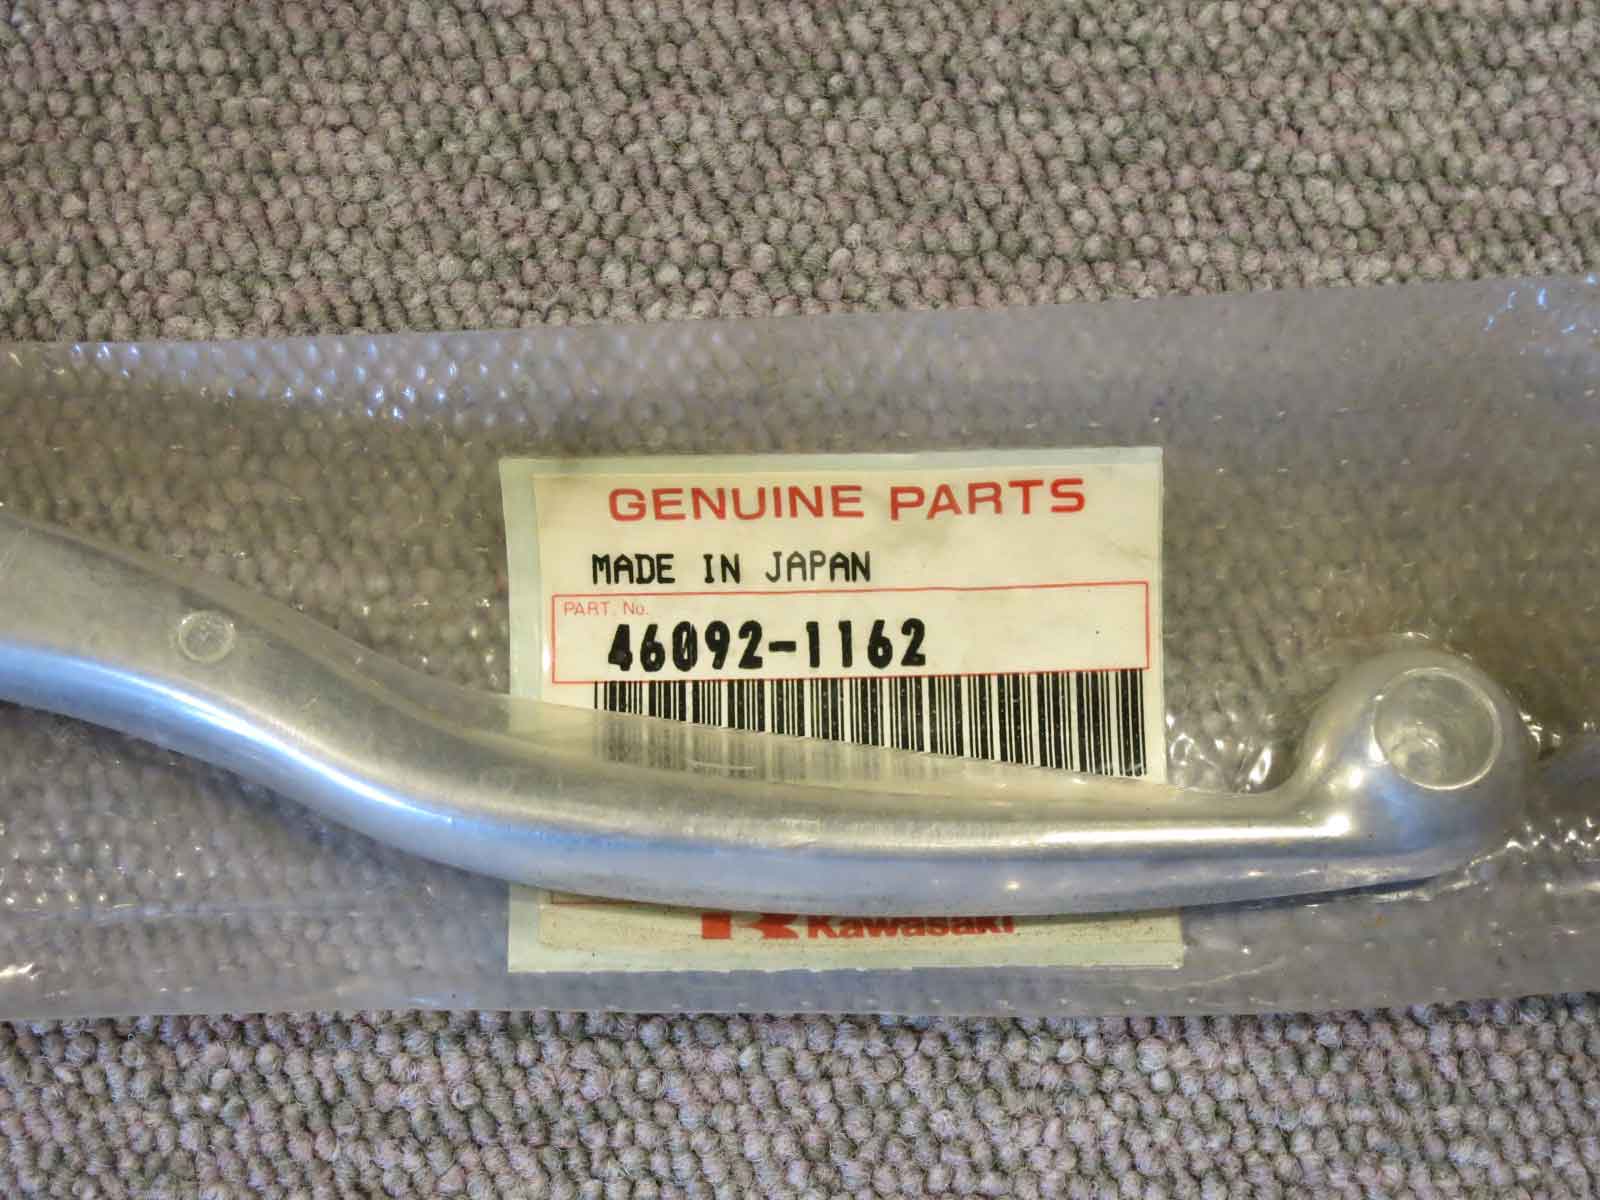 GENUINE PARTS
MADE IN JAPAN
PART. No.
46092-1162
Kawasaki